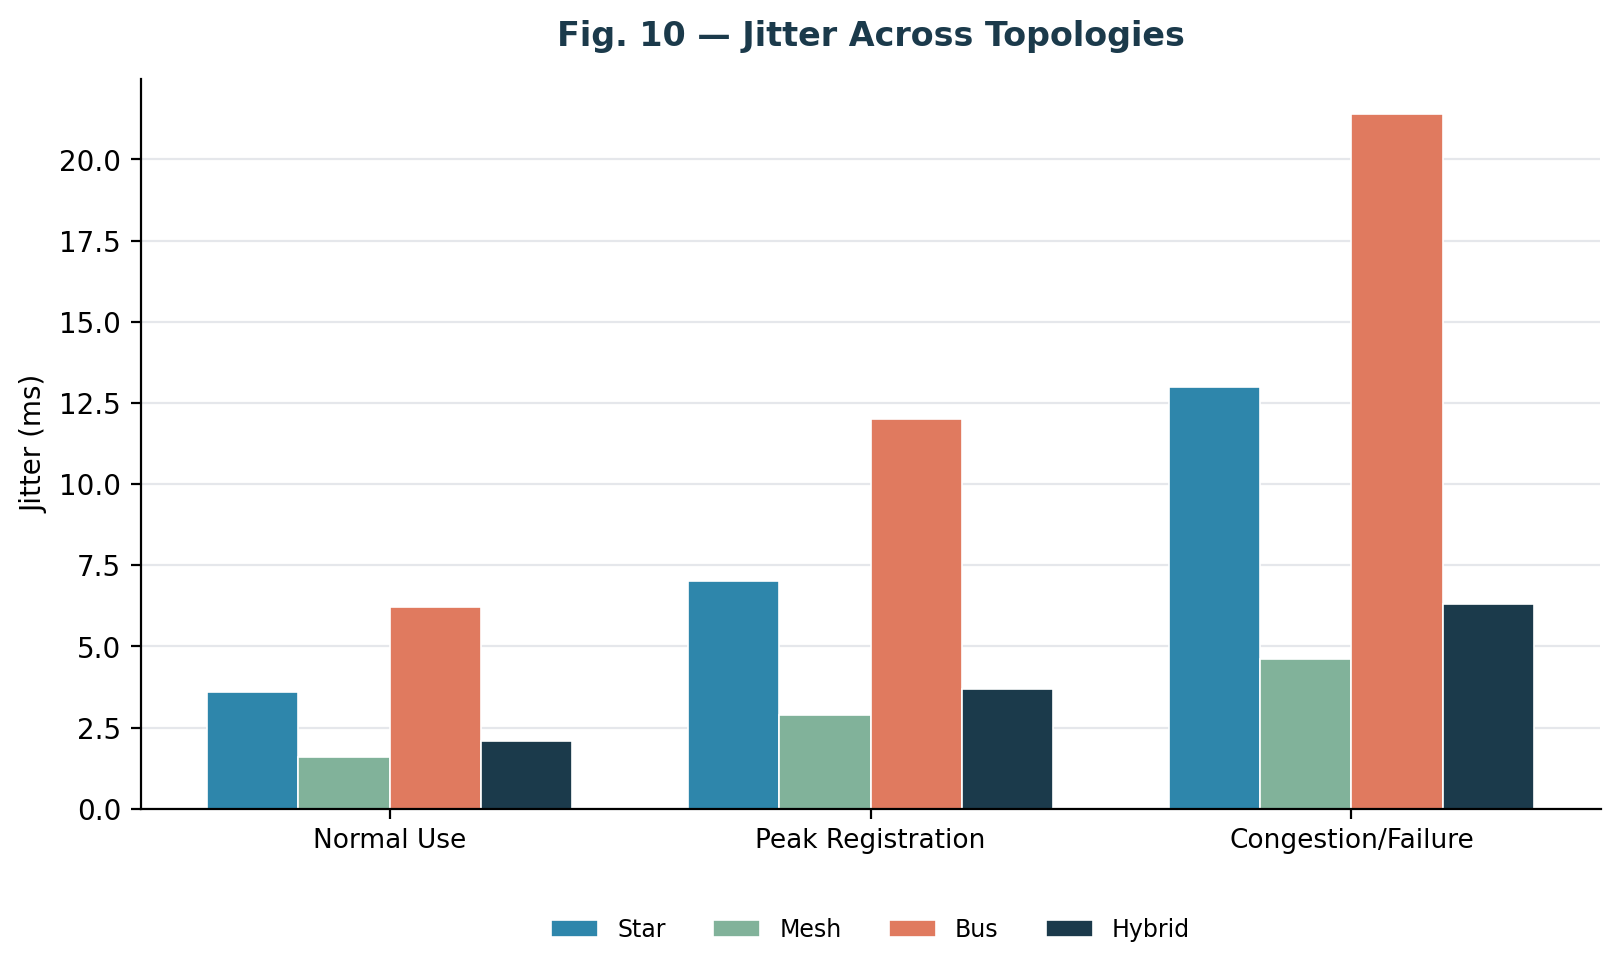 Fig. 10 — Jitter Across Topologies
Jitter (ms)
20.0
17.5
15.0
12.5
10.0
7.5
5.0
2.5
0.0
Normal Use
Peak Registration
Congestion/Failure
Star
Mesh
Bus
Hybrid